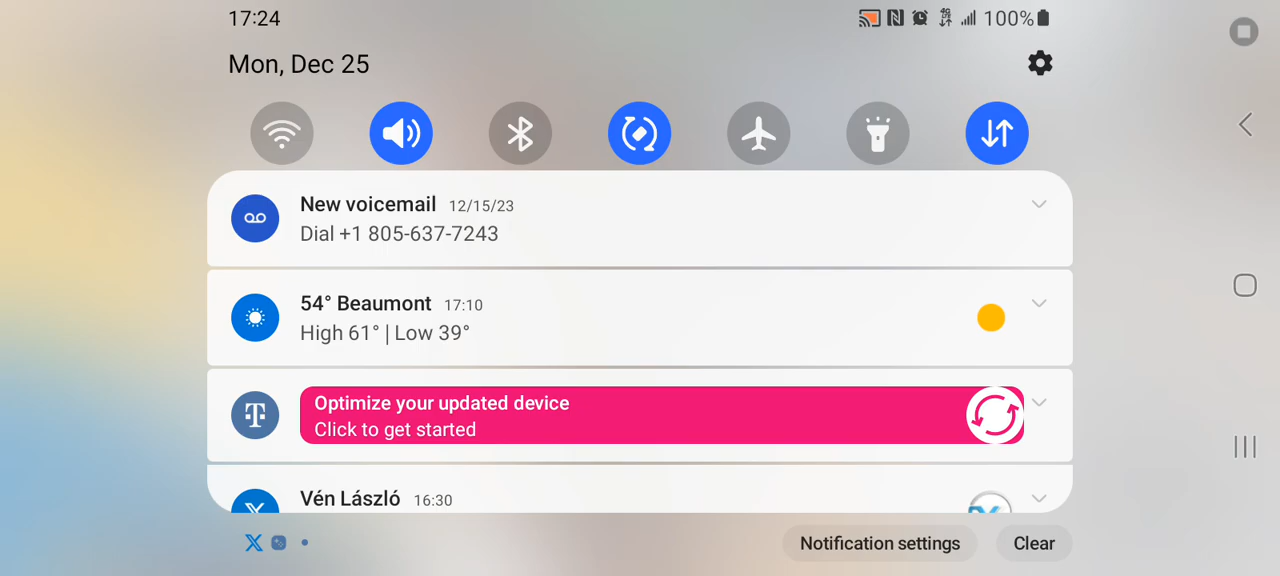 17:24
4G
100%
Mon, Dec 25
New voicemail 12/15/23
Dial +1 805-637-7243
54° Beaumont 17:10
High 61° | Low 39°
T
Optimize your updated device
Click to get started
Vén László 16:30
Notification settings
Clear